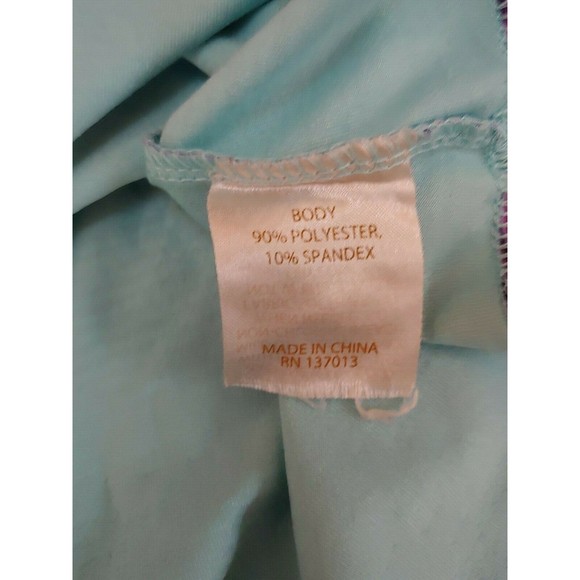 BODY
90% POLYESTER,
10% SPANDEX
MADE IN CHINA
RN 137013